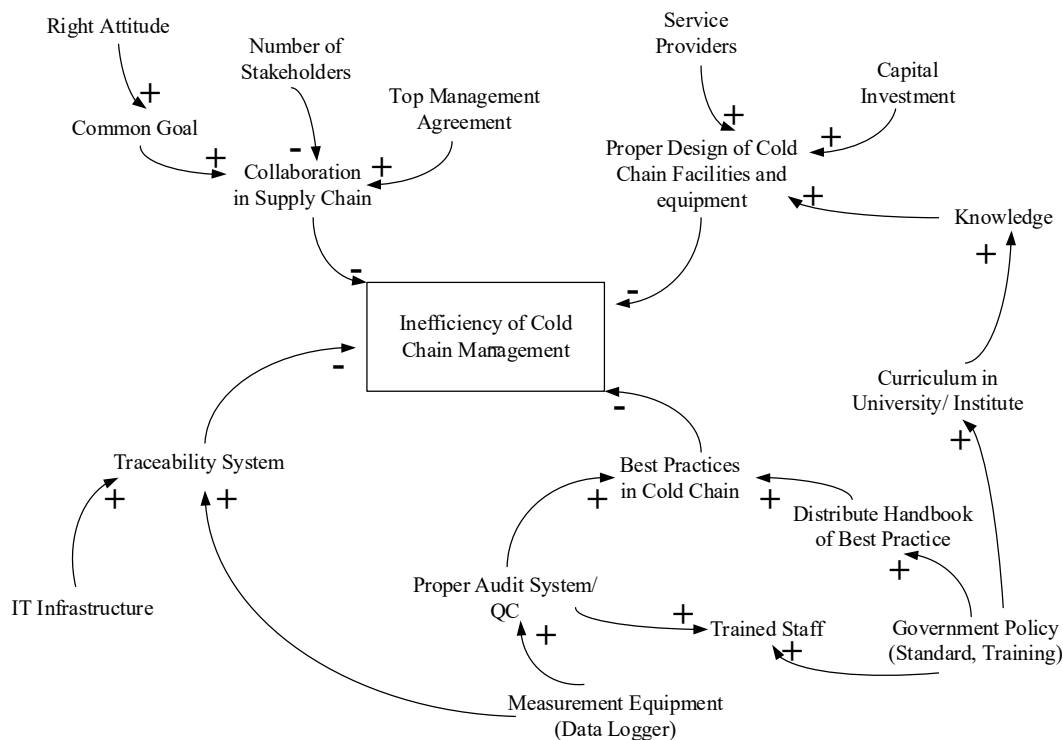 Right Attitude
+
Common Goal
+
Number of
Stakeholders
-
Top Management
Agreement
+
Collaboration
in Supply Chain
-
Service
Providers
+
Capital
Investment
+
Proper Design of Cold
Chain Facilities and
equipment
+
Knowledge
+
-
Inefficiency of Cold
Chain Management
-
-
-
Curriculum in
University/ Institute
+
Traceability System
+
+
Best Practices
in Cold Chain
+
+
Distribute Handbook
of Best Practice
+
IT Infrastructure
Proper Audit System/
QC
+
+
Trained Staff
+
Government Policy
(Standard, Training)
Measurement Equipment
(Data Logger)